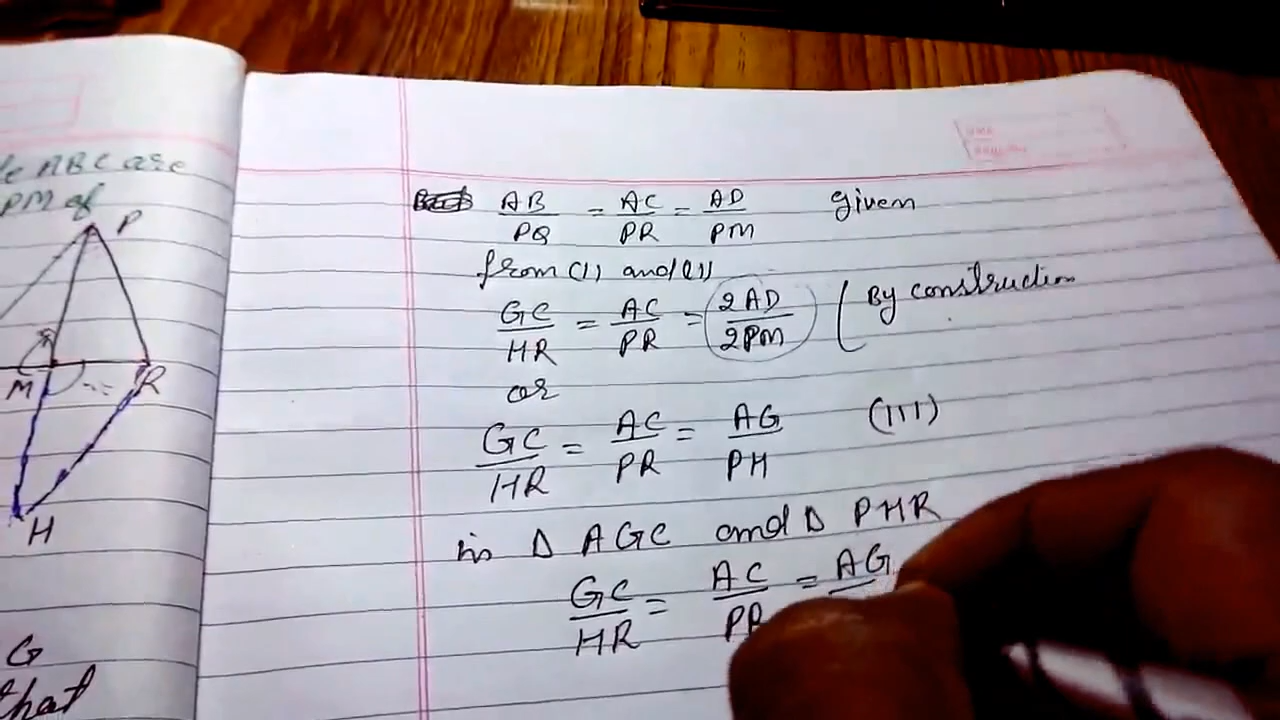 le ABC are
PM of
P
M
R
H
G
that
AB/PQ = AC/PR = AD/PM given
from (1) and (11)
GC/HR = AC/PR = 2AD/2PM (By construction
or
GC/HR = AC/PR = AG/PH (111)
in Δ AGC and Δ PHR
GC/HR = AC/PR = AG